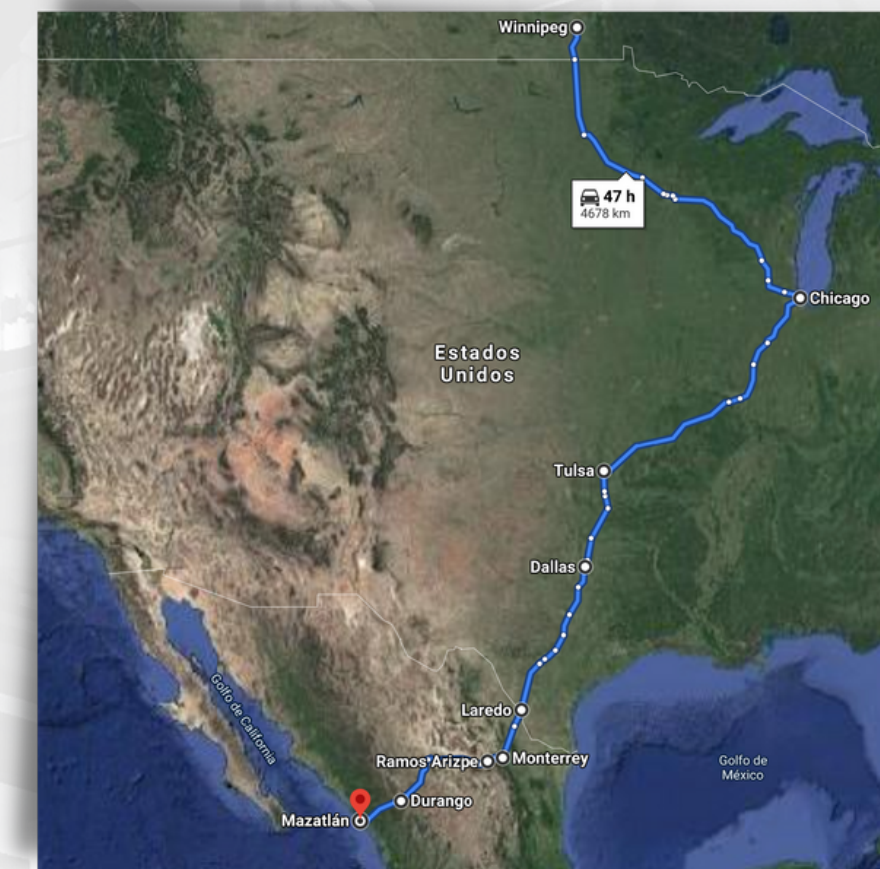 Winnipeg
47 h
4678 km
Chicago
Estados
Unidos
Tulsa
Dallas
Laredo
Ramos Arizpe
Monterrey
Golfo de California
Golfo de
México
Durango
Mazatlán